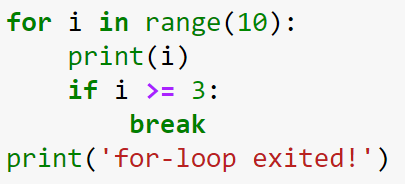 for i in range(10):
    print(i)
    if i >= 3:
        break
print('for-loop exited!')